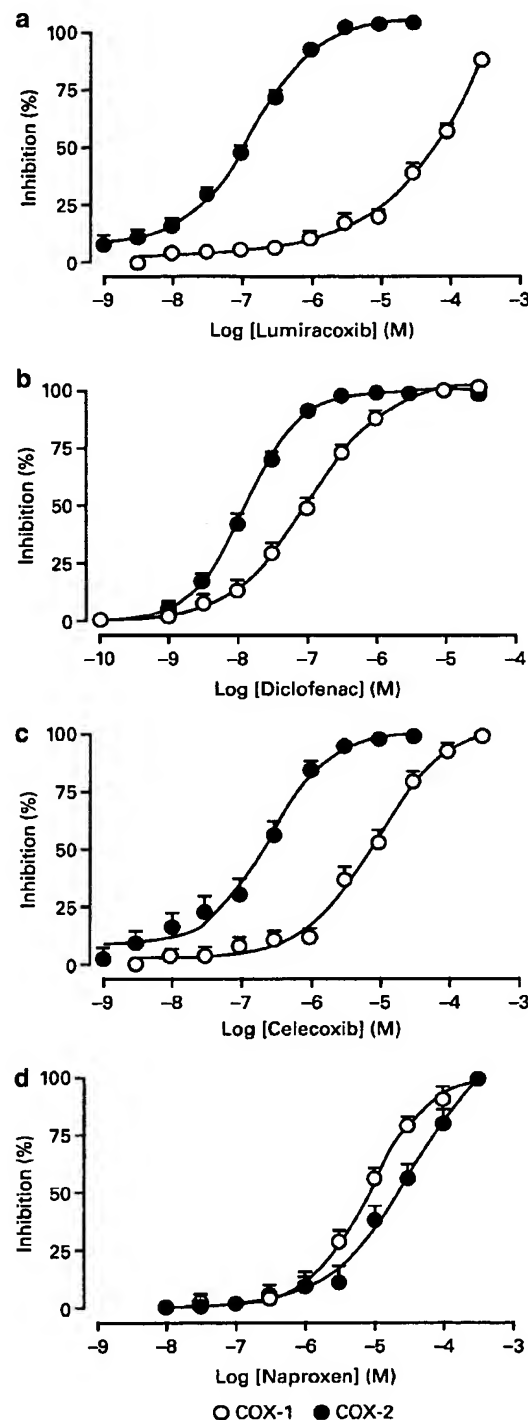 a
100
75
50
25
0
Inhibition (%)
−9 −8 −7 −6 −5 −4 −3
Log [Lumiracoxib] (M)
b
100
75
50
25
0
Inhibition (%)
−10 −9 −8 −7 −6 −5 −4
Log [Diclofenac] (M)
c
100
75
50
25
0
Inhibition (%)
−9 −8 −7 −6 −5 −4 −3
Log [Celecoxib] (M)
d
100
75
50
25
0
Inhibition (%)
−9 −8 −7 −6 −5 −4 −3
Log [Naproxen] (M)
COX-1 COX-2